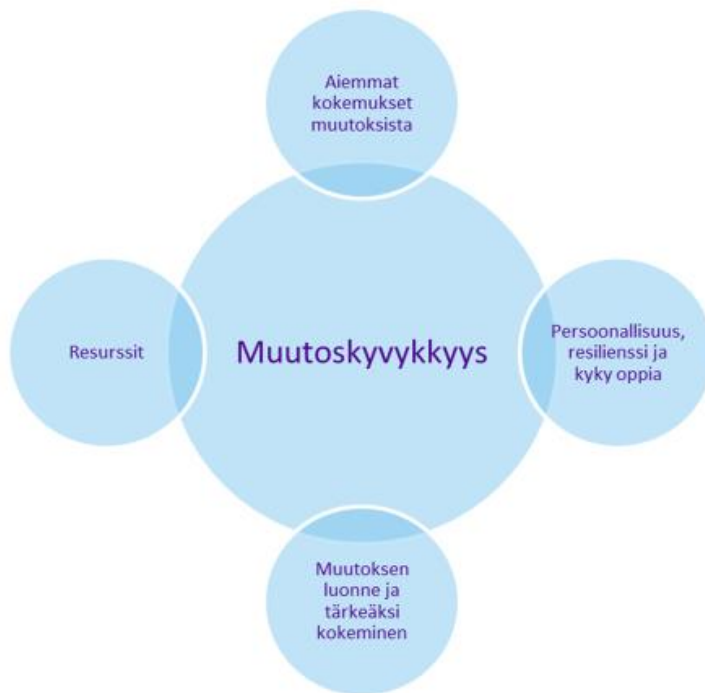 Aiemmat
kokemukset
muutoksista
Resurssit
Muutoskyvykkyys
Persoonallisuus,
resilienssi ja
kyky oppia
Muutoksen
luonne ja
tärkeäksi
kokeminen